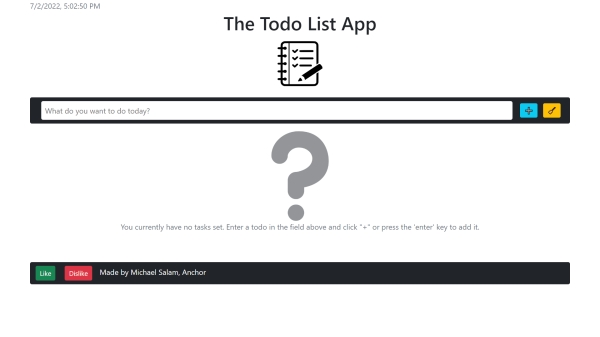 7/2/2022, 5:02:50 PM
The Todo List App
What do you want to do today?
You currently have no tasks set. Enter a todo in the field above and click "+" or press the 'enter' key to add it.
Like Dislike Made by Michael Salam, Anchor